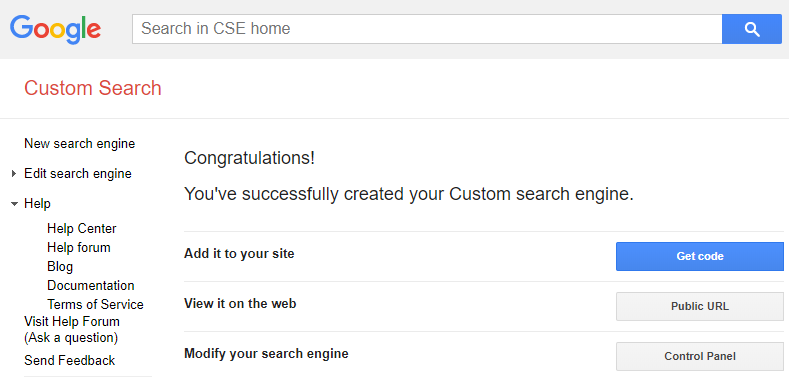 Google
Search in CSE home
Custom Search
New search engine
Edit search engine
Help
Help Center
Help forum
Blog
Documentation
Terms of Service
Visit Help Forum
(Ask a question)
Send Feedback
Congratulations!
You've successfully created your Custom search engine.
Add it to your site
Get code
View it on the web
Public URL
Modify your search engine
Control Panel